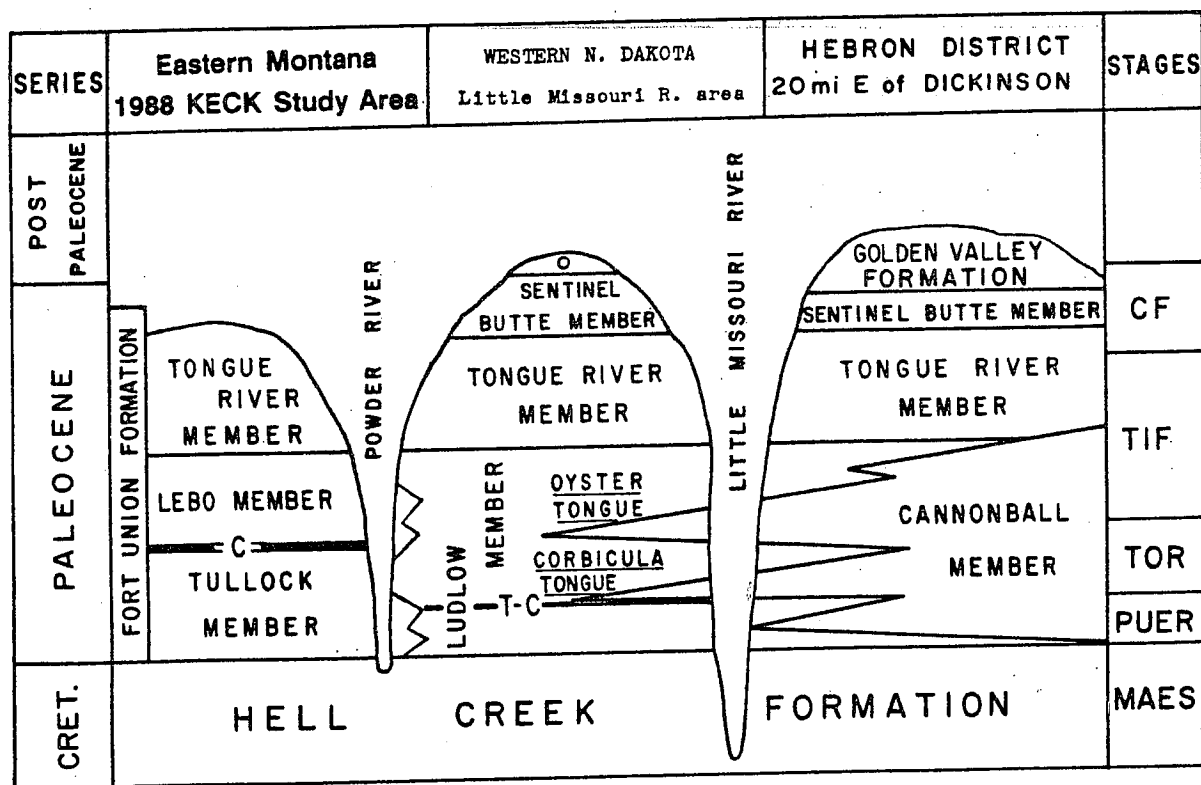 SERIES
Eastern Montana
1988 KECK Study Area
WESTERN N. DAKOTA
Little Missouri R. area
HEBRON DISTRICT
20 mi E of DICKINSON
STAGES
POST
PALEOCENE
PALEOCENE
CRET.
FORT UNION FORMATION
TONGUE
RIVER
MEMBER
LEBO MEMBER
C
TULLOCK
MEMBER
POWDER RIVER
O
SENTINEL
BUTTE MEMBER
TONGUE RIVER
MEMBER
LUDLOW
MEMBER
OYSTER
TONGUE
CORBICULA
TONGUE
T-C
LITTLE MISSOURI RIVER
GOLDEN VALLEY
FORMATION
SENTINEL BUTTE MEMBER
TONGUE RIVER
MEMBER
CANNONBALL
MEMBER
HELL CREEK FORMATION
CF
TIF
TOR
PUER
MAES